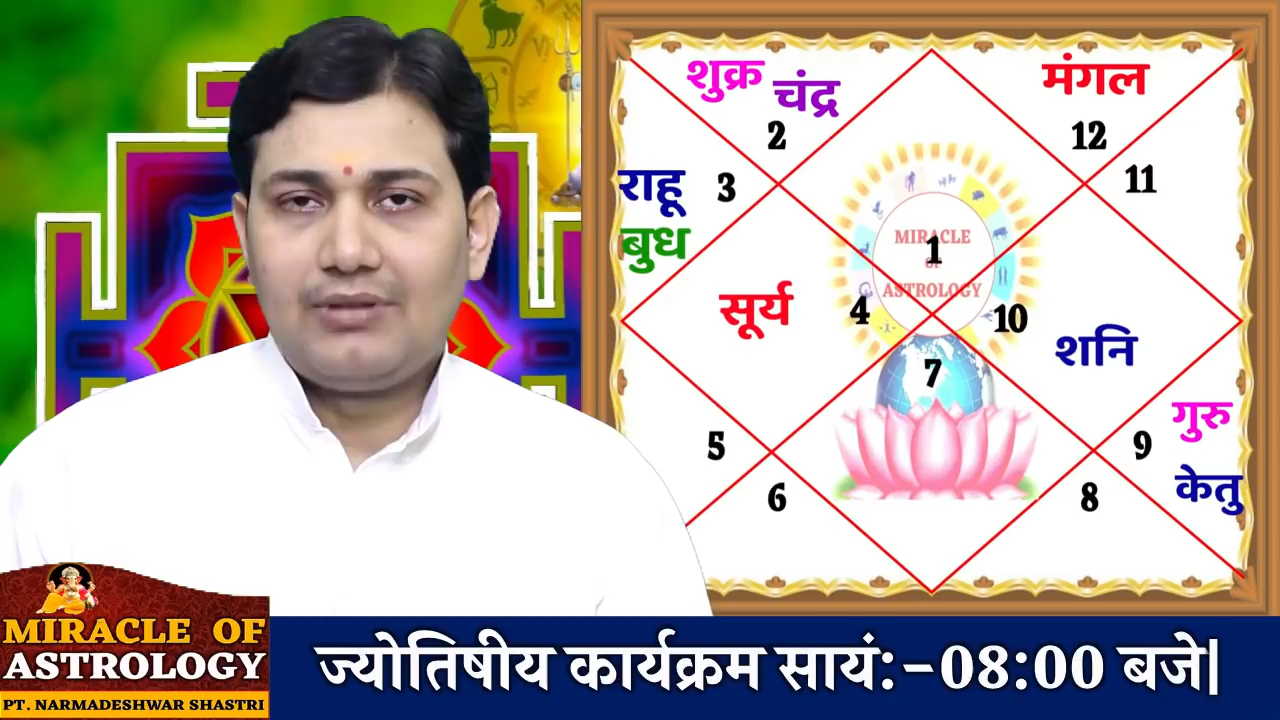 शुक्र
चंद्र
2
मंगल
12
राहू
3
11
बुध
MIRACLE
1
OF
ASTROLOGY
सूर्य
4
10
शनि
7
गुरु
5
9
केतु
6
8
MIRACLE OF
ASTROLOGY
PT. NARMADESHWAR SHASTRI
ज्योतिषीय कार्यक्रम सायं:-08:00 बजे|